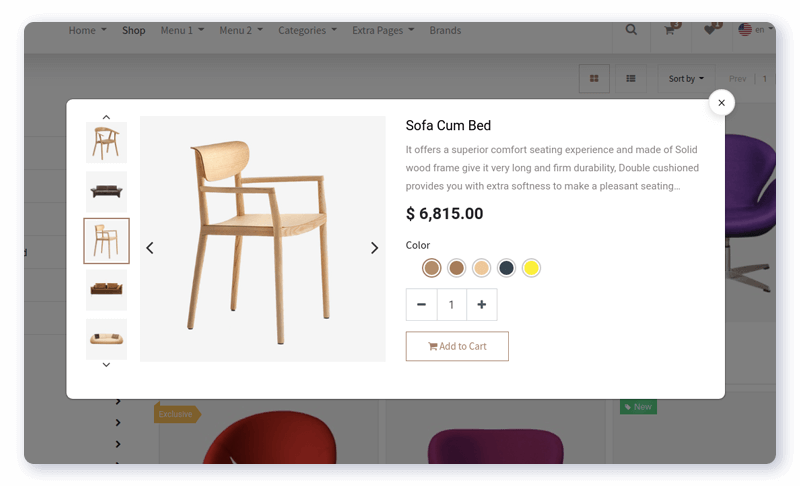 Home Shop Menu 1 Menu 2 Categories Extra Pages Brands en
Sort by Prev | 1
×
Sofa Cum Bed
It offers a superior comfort seating experience and made of Solid
wood frame give it very long and firm durability, Double cushioned
provides you with extra softness to make a pleasant seating...
$ 6,815.00
Color
− 1 +
Add to Cart
Exclusive
New